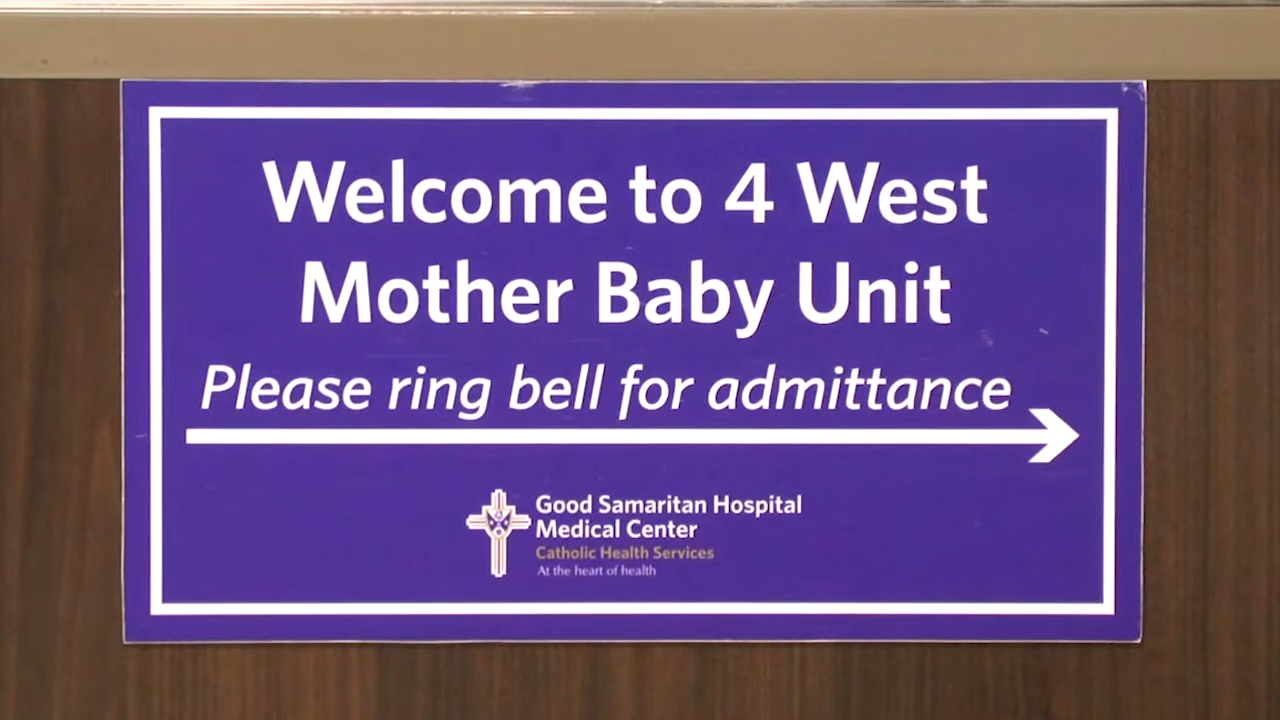 Welcome to 4 West
Mother Baby Unit
Please ring bell for admittance
Good Samaritan Hospital
Medical Center
Catholic Health Services
At the heart of health